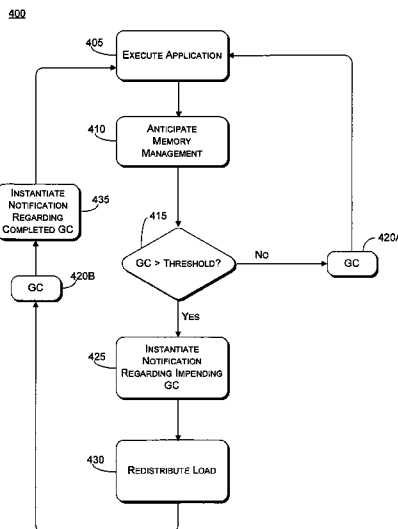 400
405
EXECUTE APPLICATION
410
ANTICIPATE
MEMORY
MANAGEMENT
INSTANTIATE
NOTIFICATION
REGARDING
COMPLETED GC
435
415
GC > THRESHOLD?
NO
420A
GC
420B
GC
YES
425
INSTANTIATE
NOTIFICATION
REGARDING IMPENDING
GC
430
REDISTRIBUTE LOAD